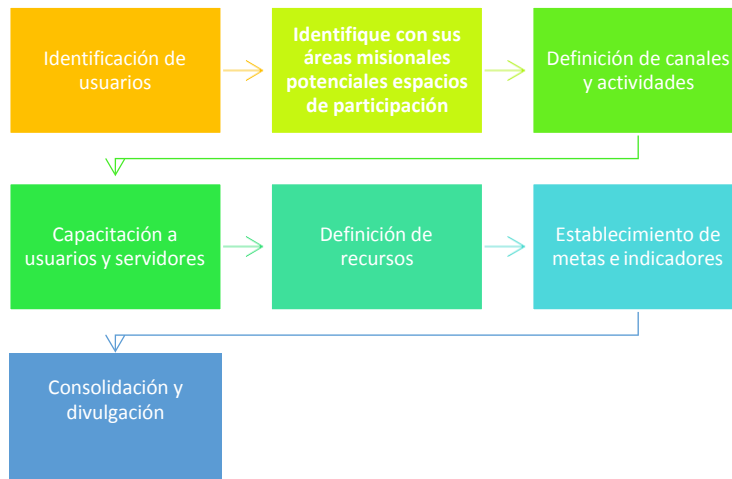 Identificación de
usuarios
Identifique con sus
áreas misionales
potenciales espacios
de participación
Definición de canales
y actividades
Capacitación a
usuarios y servidores
Definición de
recursos
Establecimiento de
metas e indicadores
Consolidación y
divulgación